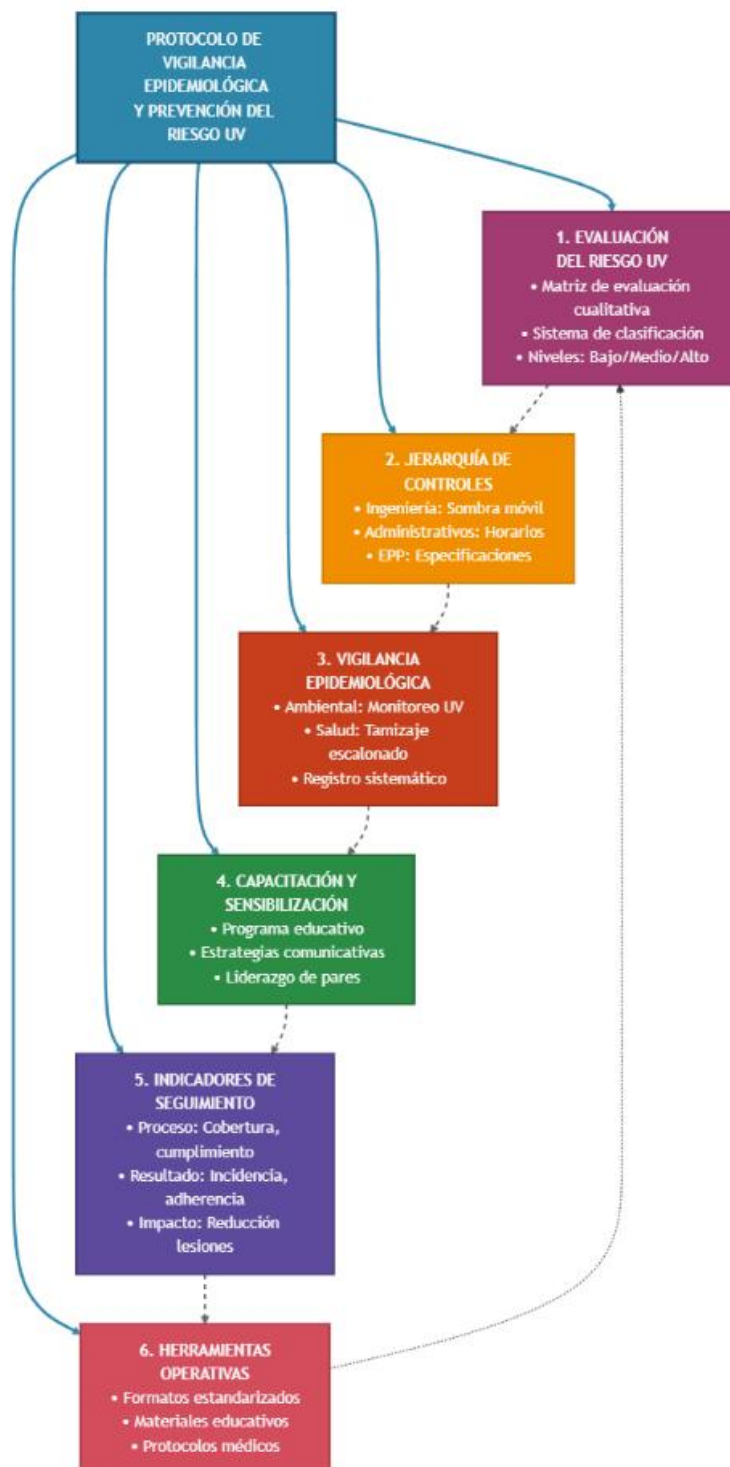 PROTOCOLO DE
VIGILANCIA
EPIDEMIOLÓGICA
Y PREVENCIÓN DEL
RIESGO UV
1. EVALUACIÓN
DEL RIESGO UV
• Matriz de evaluación
cualitativa
• Sistema de clasificación
• Niveles: Bajo/Medio/Alto
2. JERARQUÍA DE
CONTROLES
• Ingeniería: Sombra móvil
• Administrativos: Horarios
• EPP: Especificaciones
3. VIGILANCIA
EPIDEMIOLÓGICA
• Ambiental: Monitoreo UV
• Salud: Tamizaje
escalonado
• Registro sistemático
4. CAPACITACIÓN Y
SENSIBILIZACIÓN
• Programa educativo
• Estrategias comunicativas
• Liderazgo de pares
5. INDICADORES DE
SEGUIMIENTO
• Proceso: Cobertura,
cumplimiento
• Resultado: Incidencia,
adherencia
• Impacto: Reducción
lesiones
6. HERRAMIENTAS
OPERATIVAS
• Formatos estandarizados
• Materiales educativos
• Protocolos médicos